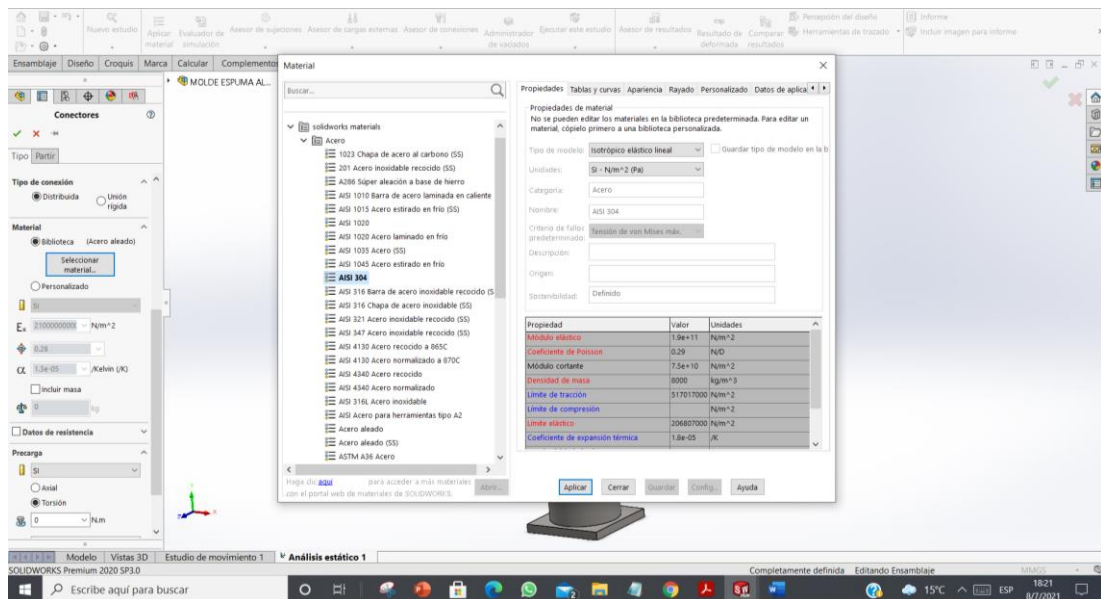 Nuevo estudio
Aplicar material
Evaluador de simulación
Asesor de sujeciones
Asesor de cargas externas
Asesor de conexiones
Administrador de vaciados
Ejecutar este estudio
Asesor de resultados
Resultado de deformada
Comparar resultados
Percepción del diseño
Herramientas de trazado
Informe
Incluir imagen para informe
Ensamblaje Diseño Croquis Marca Calcular Complemento
MOLDE ESPUMA AL...
Conectores
Tipo Partir
Tipo de conexión
Distribuida Unión rígida
Material
Biblioteca (Acero aleado)
Seleccionar material...
Personalizado
SI
N/m^2
0.28
α 1.3e-05 /Kelvin (/K)
Incluir masa
0 kg
Datos de resistencia
Precarga
SI
Axial
Torsión
0 N.m
Material
Buscar...
solidworks materials
Acero
1023 Chapa de acero al carbono (SS)
201 Acero inoxidable recocido (SS)
A286 Súper aleación a base de hierro
AISI 1010 Barra de acero laminada en caliente
AISI 1015 Acero estirado en frío (SS)
AISI 1020
AISI 1020 Acero laminado en frío
AISI 1035 Acero (SS)
AISI 1045 Acero estirado en frío
AISI 304
AISI 316 Barra de acero inoxidable recocido (S
AISI 316 Chapa de acero inoxidable (SS)
AISI 321 Acero inoxidable recocido (SS)
AISI 347 Acero inoxidable recocido (SS)
AISI 4130 Acero recocido a 865C
AISI 4130 Acero normalizado a 870C
AISI 4340 Acero recocido
AISI 4340 Acero normalizado
AISI 316L Acero inoxidable
AISI Acero para herramientas tipo A2
Acero aleado
Acero aleado (SS)
ASTM A36 Acero
Haga clic aquí para acceder a más materiales
con el portal web de materiales de SOLIDWORKS.
Abrir...
Propiedades Tablas y curvas Apariencia Rayado Personalizado Datos de aplica
Propiedades de material
No se pueden editar los materiales en la biblioteca predeterminada. Para editar un
material, cópielo primero a una biblioteca personalizada.
Tipo de modelo: Isotrópico elástico lineal Guardar tipo de modelo en la b
Unidades: SI - N/m^2 (Pa)
Categoría: Acero
Nombre: AISI 304
Criterio de fallos predeterminado: Tensión de von Mises máx.
Descripción:
Origen:
Sostenibilidad: Definido
Propiedad Valor Unidades
Módulo elástico 1.9e+11 N/m^2
Coeficiente de Poisson 0.29 N/D
Módulo cortante 7.5e+10 N/m^2
Densidad de masa 8000 kg/m^3
Límite de tracción 517017000 N/m^2
Límite de compresión N/m^2
Límite elástico 206807000 N/m^2
Coeficiente de expansión térmica 1.8e-05 /K
Aplicar Cerrar Guardar Config... Ayuda
Modelo Vistas 3D Estudio de movimiento 1 Análisis estático 1
SOLIDWORKS Premium 2020 SP3.0
Completamente definida Editando Ensamblaje MMGS
Escribe aquí para buscar
15°C ESP
18:21
8/7/2021